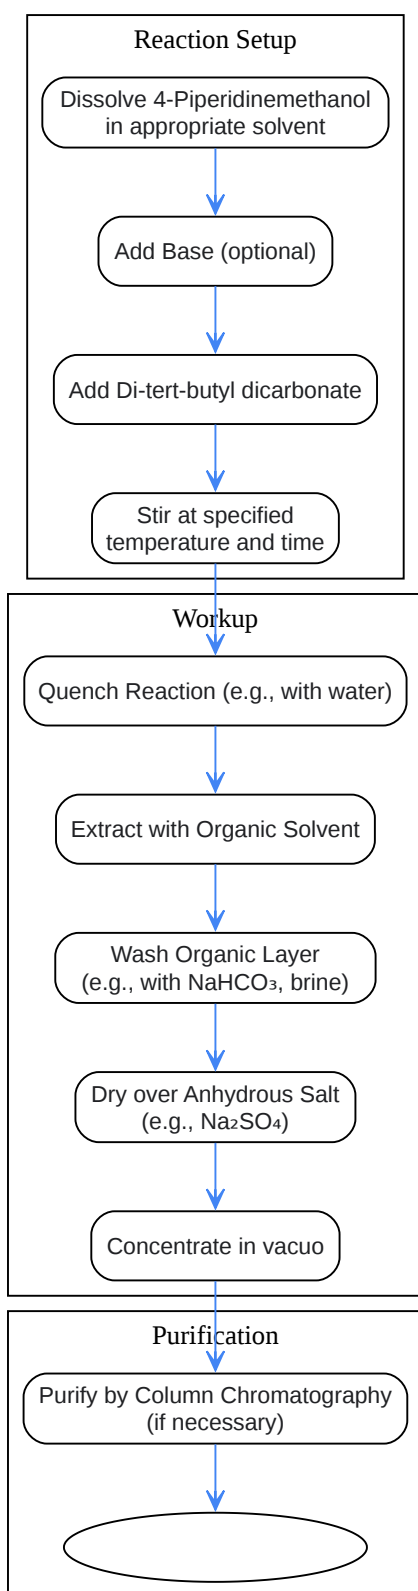 Reaction Setup
Dissolve 4-Piperidinemethanol
in appropriate solvent
Add Base (optional)
Add Di-tert-butyl dicarbonate
Stir at specified
temperature and time
Workup
Quench Reaction (e.g., with water)
Extract with Organic Solvent
Wash Organic Layer
(e.g., with NaHCO₃, brine)
Dry over Anhydrous Salt
(e.g., Na₂SO₄)
Concentrate in vacuo
Purification
Purify by Column Chromatography
(if necessary)